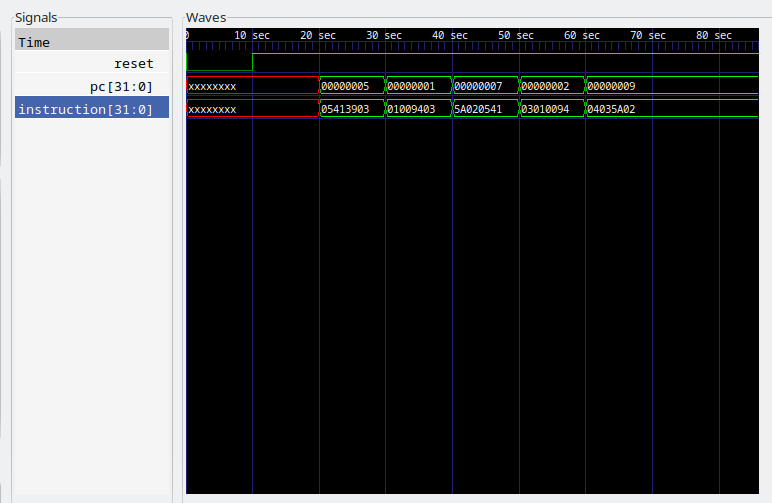 Signals
Waves
Time
0 10 sec 20 sec 30 sec 40 sec 50 sec 60 sec 70 sec 80 sec
reset
pc[31:0] xxxxxxxx 00000005 00000001 00000007 00000002 00000009
instruction[31:0] xxxxxxxx 05413903 01009403 5A020541 03010094 04035A02